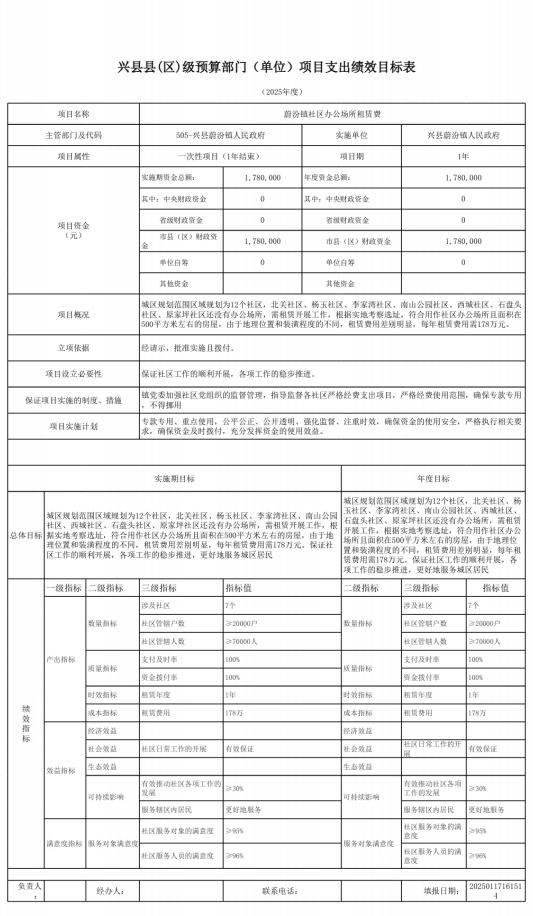 兴县县(区)级预算部门（单位）项目支出绩效目标表
（2025年度）
项目名称 蔚汾镇社区办公场所租赁费
主管部门及代码 505-兴县蔚汾镇人民政府 实施单位 兴县蔚汾镇人民政府
项目属性 一次性项目（1年结束） 项目期 1年
项目资金
（元）
实施期资金总额： 1,780,000 年度资金总额： 1,780,000
其中：中央财政资金 0 其中：中央财政资金 0
省级财政资金 0 省级财政资金 0
市县（区）财政资
金 1,780,000 市县（区）财政资金 1,780,000
单位自筹 0 单位自筹 0
其他资金 其他资金
项目概况
城区规划范围区域规划为12个社区，北关社区、杨玉社区、李家湾社区、南山公园社区、西城社区、石盘头
社区、原家坪社区还没有办公场所，需租赁开展工作，根据实地考察选址，符合用作社区办公场所且面积在
500平方米左右的房屋，由于地理位置和装潢程度的不同，租赁费用差别明显，每年租赁费用需178万元。
立项依据 经请示，批准实施且拨付。
项目设立必要性 保证社区工作的顺利开展，各项工作的稳步推进。
保证项目实施的制度、措施
镇党委加强社区党组织的监督管理，指导监督各社区严格经费支出项目，严格经费使用范围，确保专款专用
，不得挪用
项目实施计划
专款专用、重点使用，公平公正、公开透明、强化监督、注重时效，确保资金的使用安全，严格执行相关要
求，确保资金及时拨付，充分发挥资金的使用效益。
实施期目标 年度目标
总体目标
城区规划范围区域规划为12个社区，北关社区、杨玉社区、李家湾社区、南山公园
社区、西城社区、石盘头社区、原家坪社区还没有办公场所，需租赁开展工作，根
据实地考察选址，符合用作社区办公场所且面积在500平方米左右的房屋，由于地
理位置和装潢程度的不同，租赁费用差别明显，每年租赁费用需178万元。保证社区
工作的顺利开展，各项工作的稳步推进，更好地服务城区居民
城区规划范围区域规划为12个社区，北关社区、杨
玉社区、李家湾社区、南山公园社区、西城社区、
石盘头社区、原家坪社区还没有办公场所，需租赁
开展工作，根据实地考察选址，符合用作社区办公
场所且面积在500平方米左右的房屋，由于地理位
置和装潢程度的不同，租赁费用差别明显，每年租
赁费用需178万元。保证社区工作的顺利开展，各
项工作的稳步推进，更好地服务城区居民
绩效指标
一级指标 二级指标 三级指标 指标值 二级指标 三级指标 指标值
产出指标
数量指标 涉及社区 7个 数量指标 涉及社区 7个
社区管辖户数 ≥20000户 社区管辖户数 ≥20000户
社区管辖人数 ≥70000人 社区管辖人数 ≥70000人
质量指标 支付及时率 100% 质量指标 支付及时率 100%
资金拨付率 100% 资金拨付率 100%
时效指标 租赁年度 1年 时效指标 租赁年度 1年
成本指标 租赁费用 178万 成本指标 租赁费用 178万
效益指标
经济效益 经济效益
社会效益 社区日常工作的开展 有效保证 社会效益 社区日常工作的开
展 有效保证
生态效益 生态效益
可持续影响 有效推动社区各项工作的
发展 ≥30% 可持续影响 有效推动社区各项
工作的发展 ≥30%
服务辖区内居民 更好地服务 服务辖区内居民 更好地服务
满意度指标
服务对象满意度 社区服务对象的满意度 ≥95% 服务对象满意度 社区服务对象的满
意度 ≥95%
社区服务人员的满意度 ≥96% 社区服务人员的满
意度 ≥96%
负责人
： 经办人： 联系电话： 填报日期： 2025011716151
4